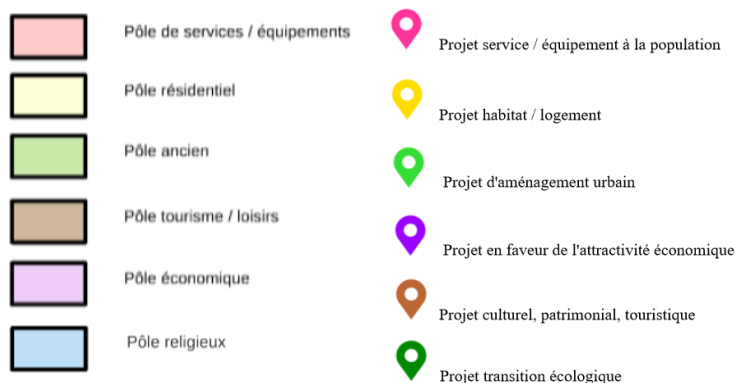 Pôle de services / équipements
Projet service / équipement à la population
Pôle résidentiel
Projet habitat / logement
Pôle ancien
Projet d'aménagement urbain
Pôle tourisme / loisirs
Projet en faveur de l'attractivité économique
Pôle économique
Projet culturel, patrimonial, touristique
Pôle religieux
Projet transition écologique